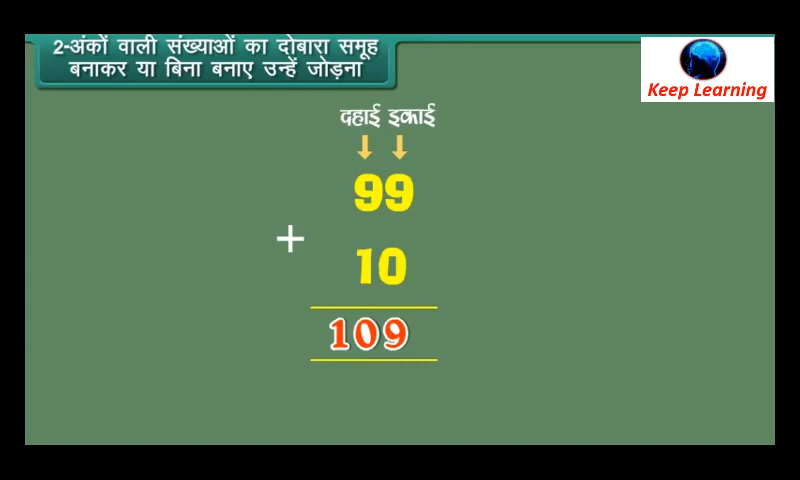 2-अंकों वाली संख्याओं का दोबारा समूह
बनाकर या बिना बनाए उन्हें जोड़ना
Keep Learning
दहाई इकाई
99
+
10
109